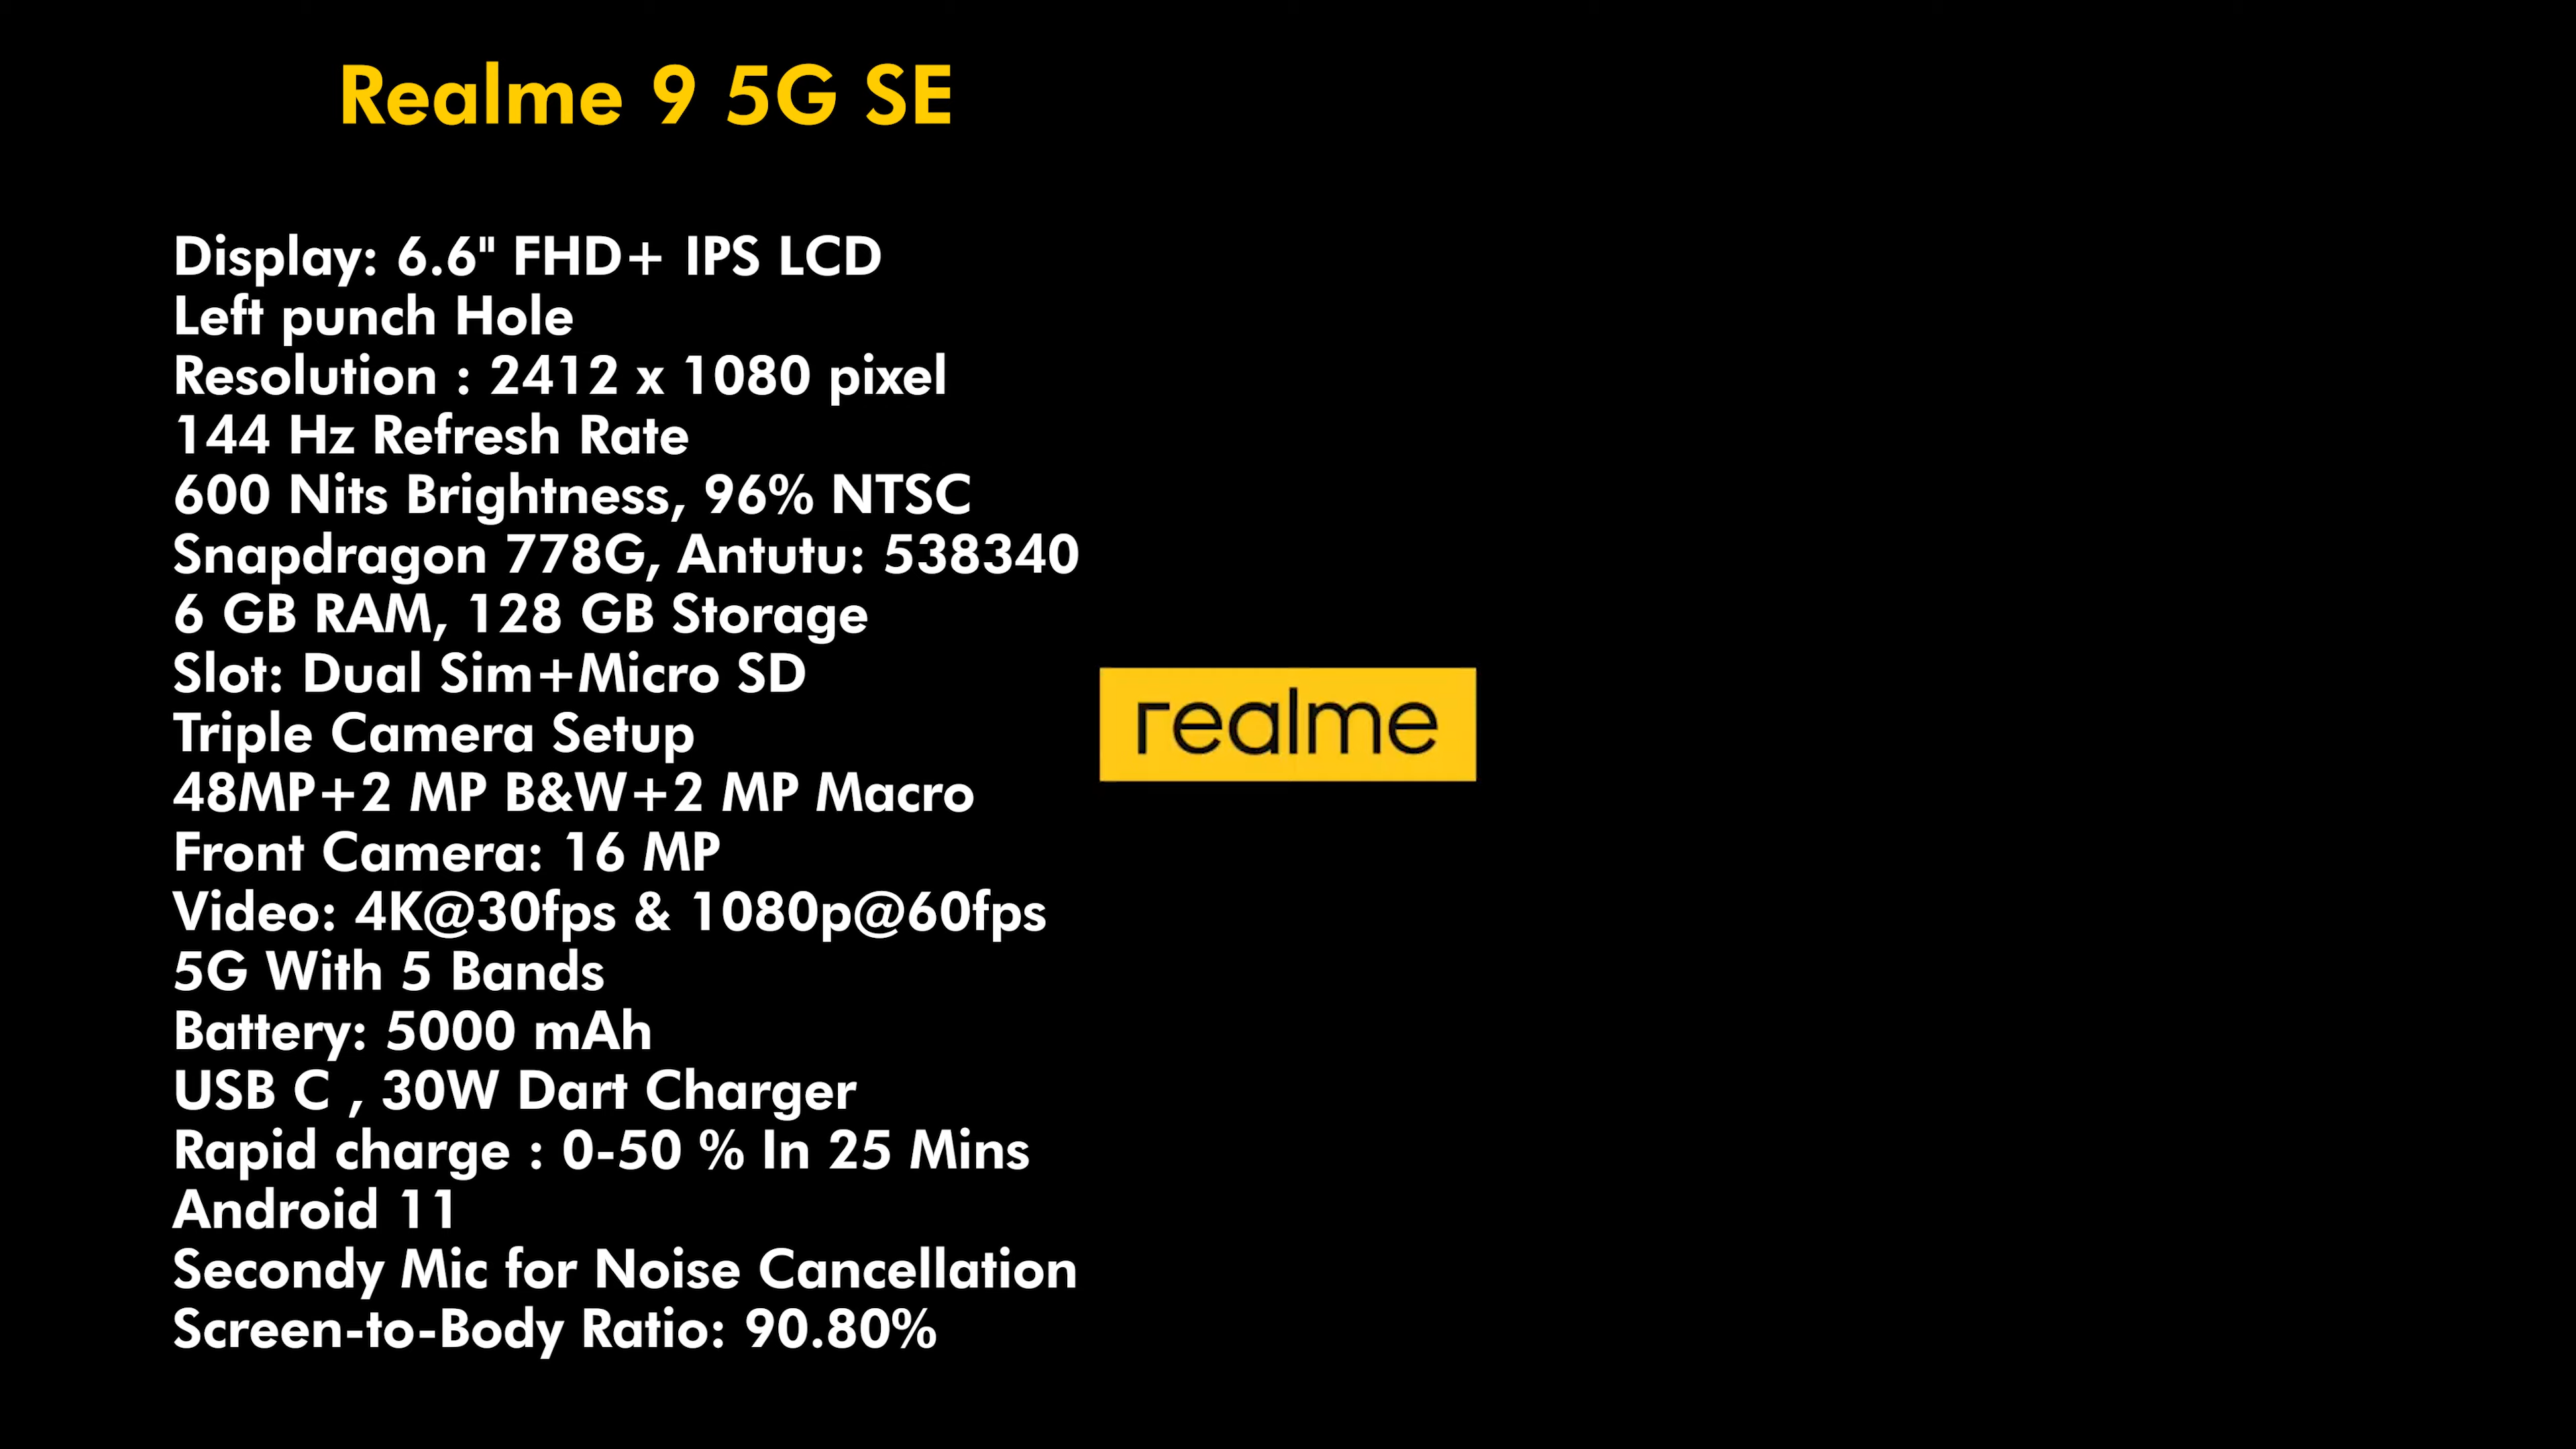 Realme 9 5G SE
Display: 6.6" FHD+ IPS LCD
Left punch Hole
Resolution : 2412 x 1080 pixel
144 Hz Refresh Rate
600 Nits Brightness, 96% NTSC
Snapdragon 778G, Antutu: 538340
6 GB RAM, 128 GB Storage
Slot: Dual Sim+Micro SD
Triple Camera Setup
realme
48MP+2 MP B&W+2 MP Macro
Front Camera: 16 MP
Video: 4K@30fps & 1080p@60fps
5G With 5 Bands
Battery: 5000 mAh
USB C , 30W Dart Charger
Rapid charge : 0-50 % In 25 Mins
Android 11
Secondy Mic for Noise Cancellation
Screen-to-Body Ratio: 90.80%